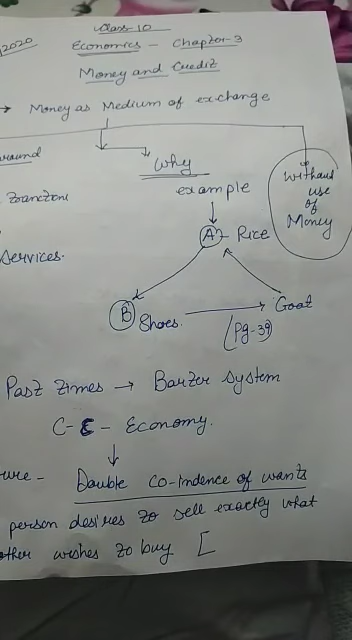 Class-10
2020
Economics - Chapter-3
Money and Credit
→ Money as Medium of exchange
Why
example
without
use
of
Money
Services.
A - Rice
B Shoes. → Goat
(Pg-39)
Past times → Barter System
C-C- Economy.
↓
Double co-indence of wants
person desires to sell exactly what
other wishes to buy [